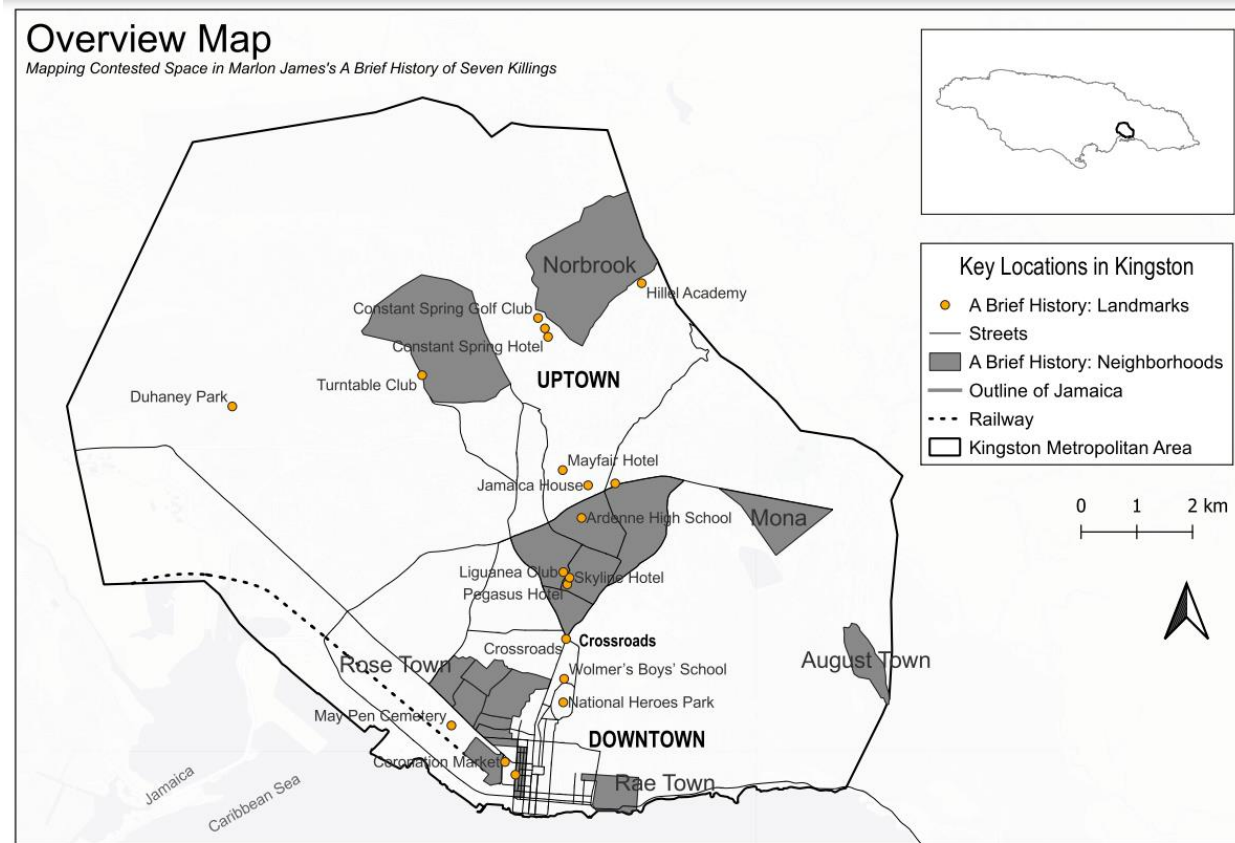 Overview Map
Mapping Contested Space in Marlon James's A Brief History of Seven Killings
Norbrook
Hillel Academy
Constant Spring Golf Club
Constant Spring Hotel
Turntable Club
UPTOWN
Duhaney Park
Mayfair Hotel
Jamaica House
Ardenne High School
Mona
Liguanea Club
Skyline Hotel
Pegasus Hotel
Crossroads
Crossroads
Rose Town
August Town
Wolmer's Boys' School
National Heroes Park
May Pen Cemetery
DOWNTOWN
Coronation Market
Rae Town
Jamaica
Caribbean Sea
Key Locations in Kingston
A Brief History: Landmarks
Streets
A Brief History: Neighborhoods
Outline of Jamaica
Railway
Kingston Metropolitan Area
0 1 2 km